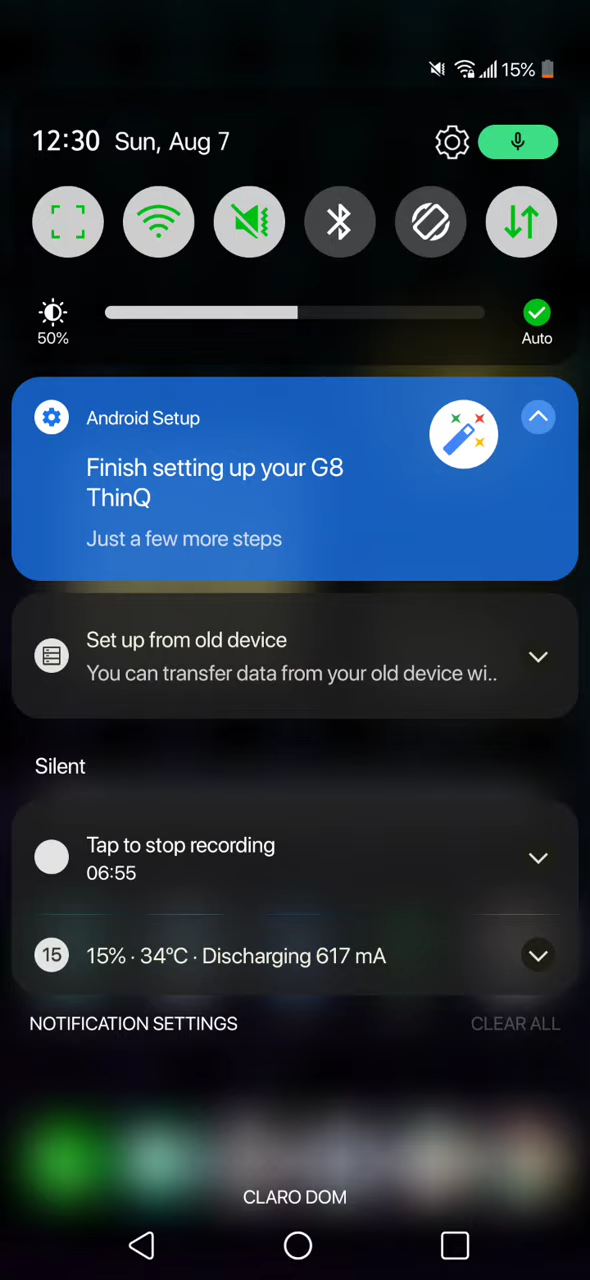 15%
12:30 Sun, Aug 7
50%
Auto
Android Setup
Finish setting up your G8
ThinQ
Just a few more steps
Set up from old device
You can transfer data from your old device wi..
Silent
Tap to stop recording
06:55
15 15% · 34°C · Discharging 617 mA
NOTIFICATION SETTINGS CLEAR ALL
CLARO DOM